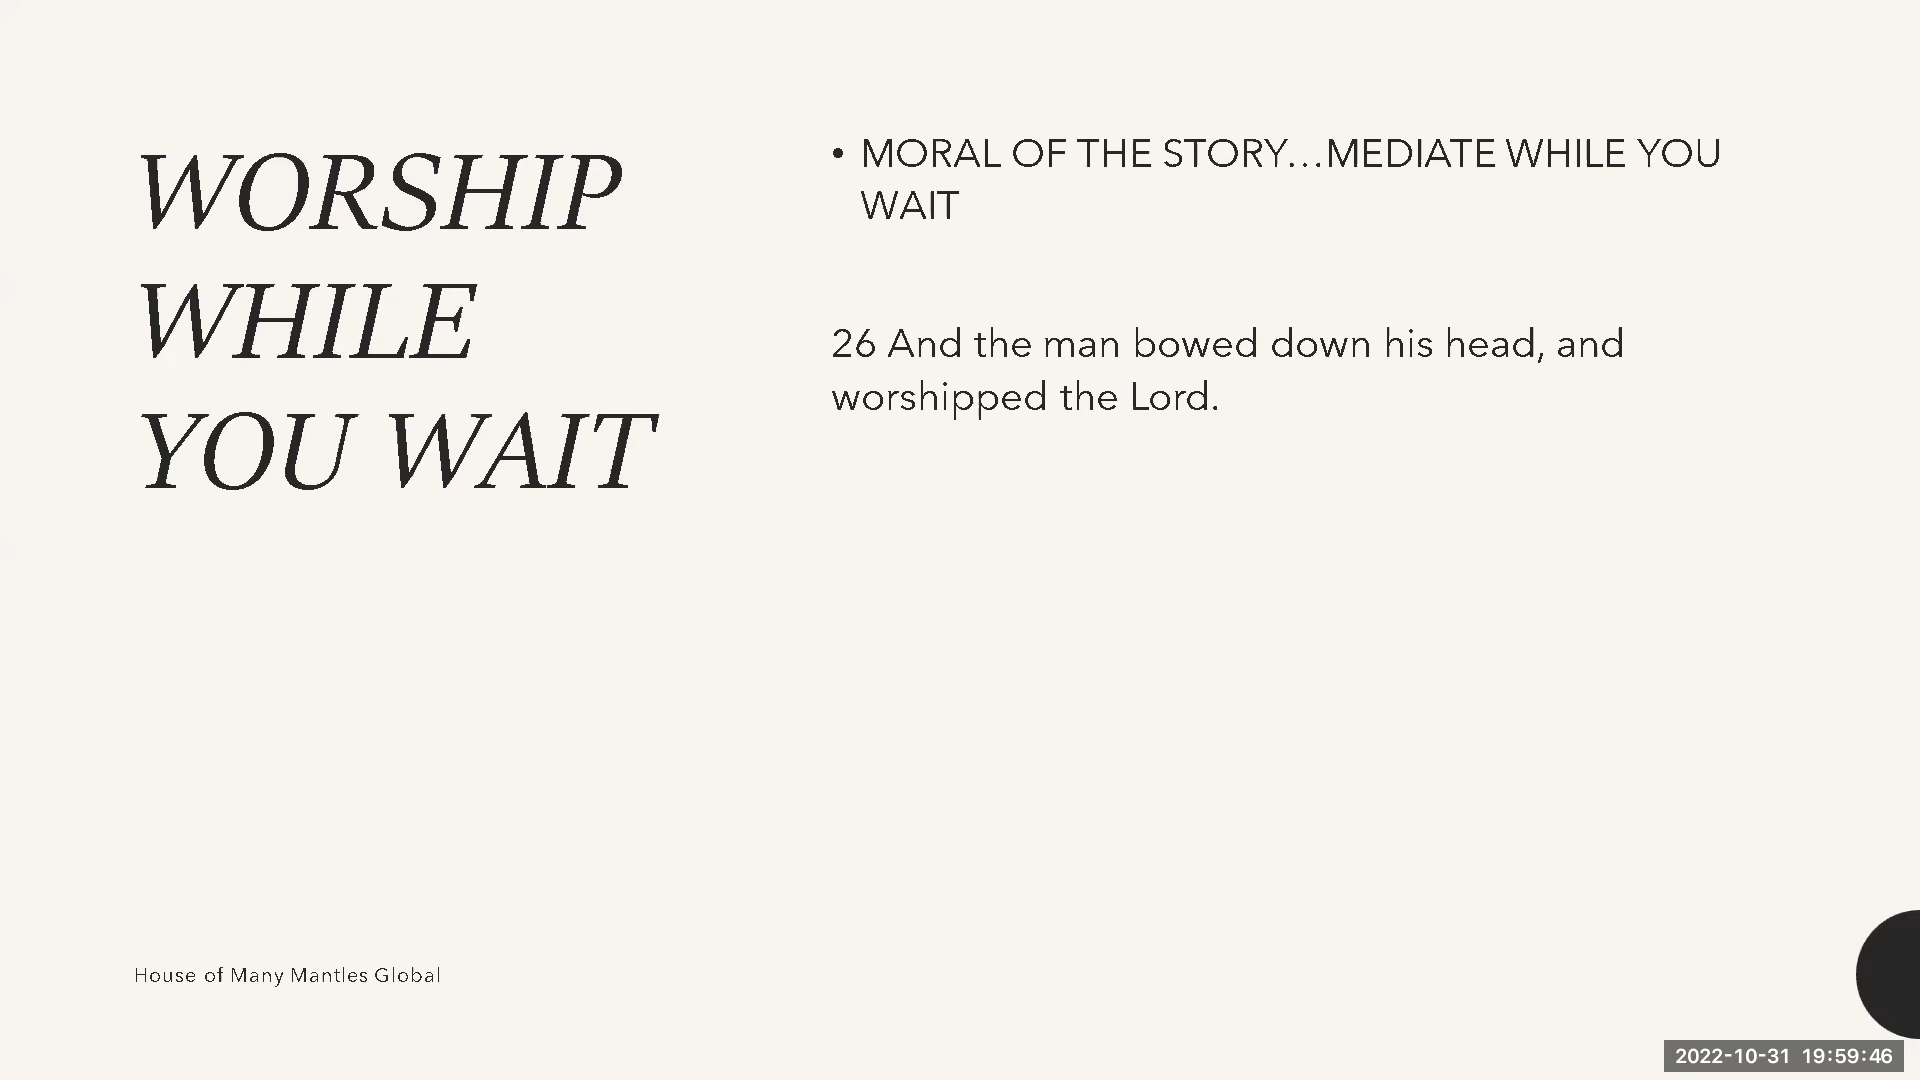 WORSHIP
WHILE
YOU WAIT
• MORAL OF THE STORY…MEDIATE WHILE YOU
WAIT
26 And the man bowed down his head, and
worshipped the Lord.
House of Many Mantles Global
2022-10-31 19:59:46